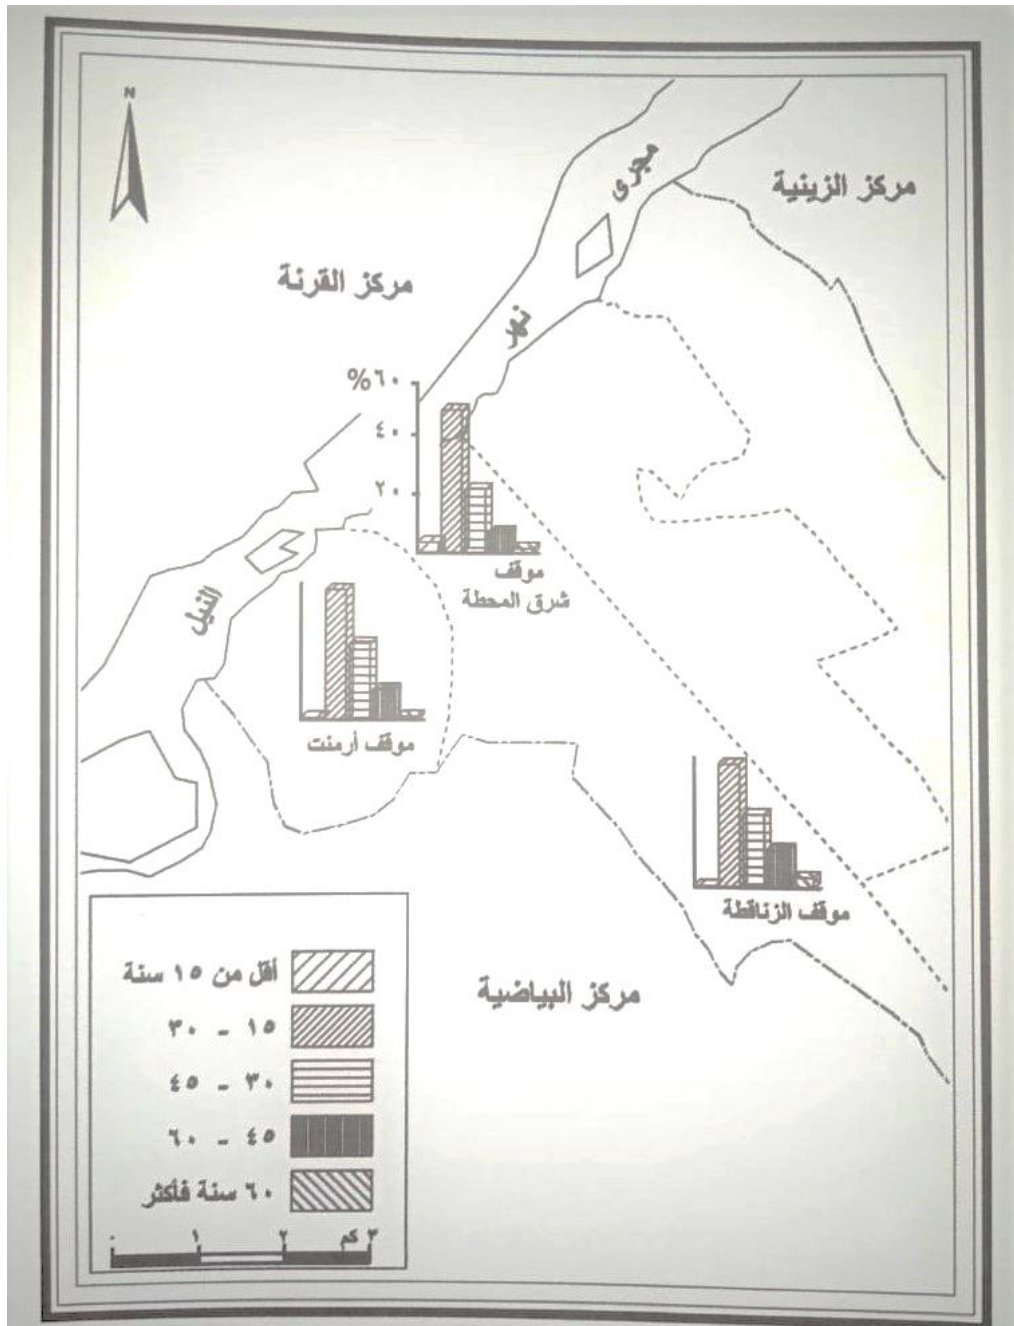 N
مركز الزينية
مجرى
مركز القرنة
نهر
%٦٠
٤٠
٢٠
موقف
شرق المحطة
النيل
موقف أرمنت
موقف الزناقطة
مركز البياضية
أقل من ١٥ سنة
١٥ - ٣٠
٣٠ - ٤٥
٤٥ - ٦٠
٦٠ سنة فأكثر
٠ ١ ٢ ٣ كم